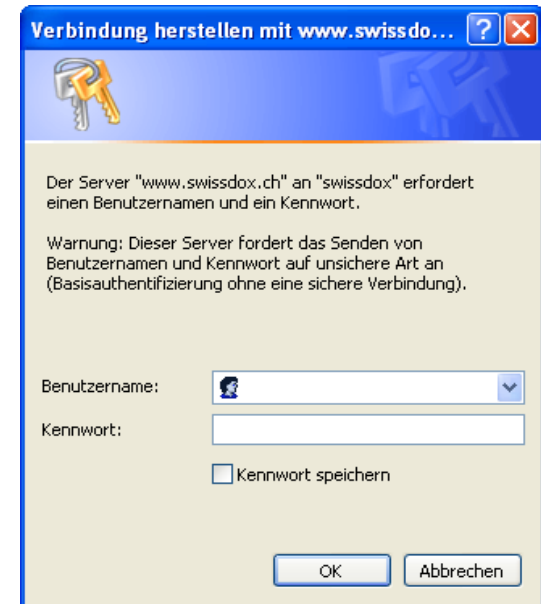 Verbindung herstellen mit www.swissdo...
Der Server "www.swissdox.ch" an "swissdox" erfordert
einen Benutzernamen und ein Kennwort.
Warnung: Dieser Server fordert das Senden von
Benutzernamen und Kennwort auf unsichere Art an
(Basisauthentifizierung ohne eine sichere Verbindung).
Benutzername:
Kennwort:
Kennwort speichern
OK Abbrechen